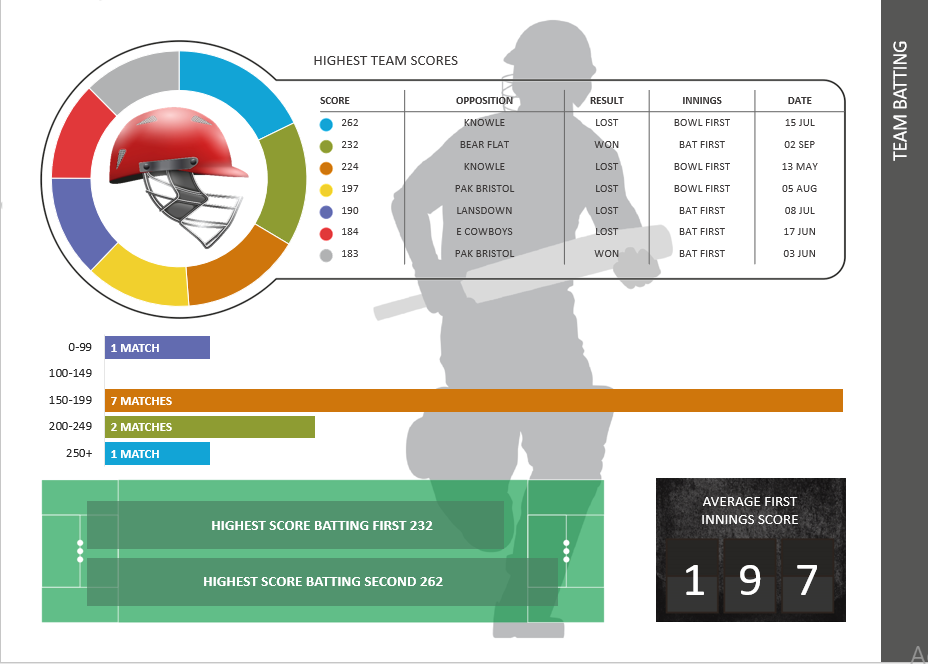 TEAM BATTING
HIGHEST TEAM SCORES
SCORE OPPOSITION RESULT INNINGS DATE
262 KNOWLE LOST BOWL FIRST 15 JUL
232 BEAR FLAT WON BAT FIRST 02 SEP
224 KNOWLE LOST BOWL FIRST 13 MAY
197 PAK BRISTOL LOST BOWL FIRST 05 AUG
190 LANSDOWN LOST BAT FIRST 08 JUL
184 E COWBOYS LOST BAT FIRST 17 JUN
183 PAK BRISTOL WON BAT FIRST 03 JUN
0-99 1 MATCH
100-149
150-199 7 MATCHES
200-249 2 MATCHES
250+ 1 MATCH
HIGHEST SCORE BATTING FIRST 232
HIGHEST SCORE BATTING SECOND 262
AVERAGE FIRST
INNINGS SCORE
197